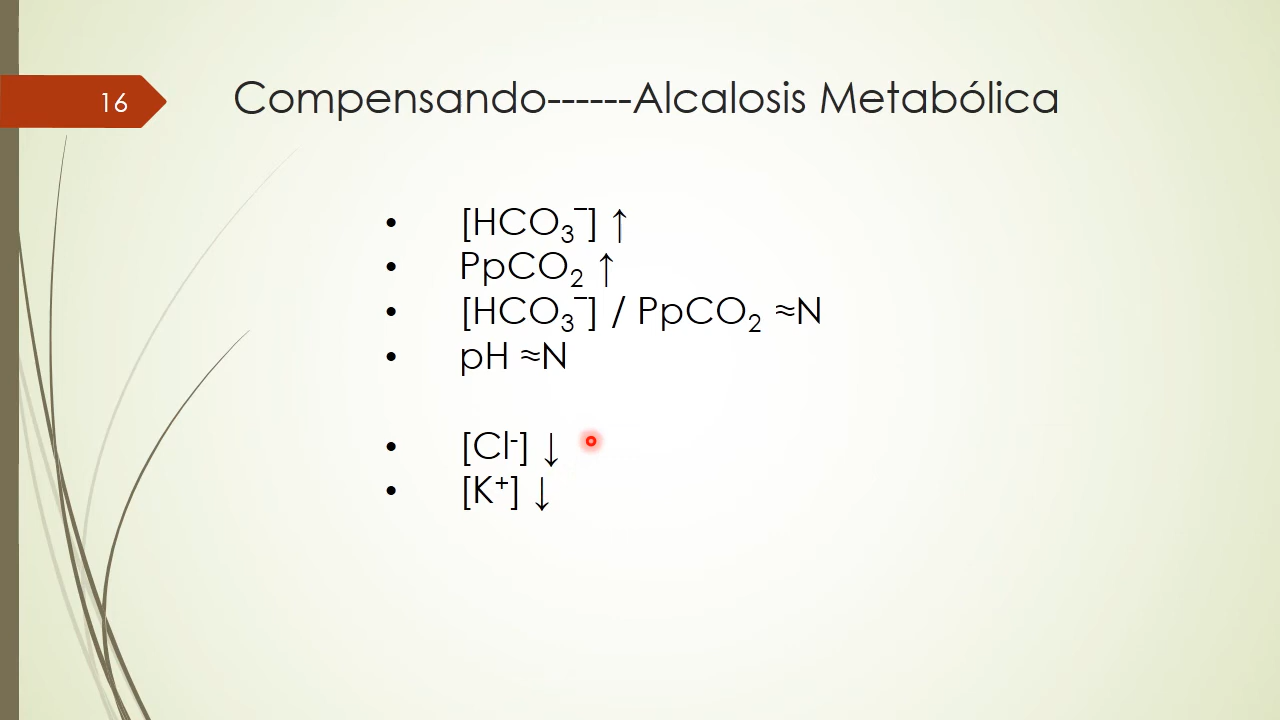 16
Compensando------Alcalosis Metabólica
• [HCO₃⁻] ↑
• PpCO₂ ↑
• [HCO₃⁻] / PpCO₂ ≈N
• pH ≈N
• [Cl⁻] ↓
• [K⁺] ↓